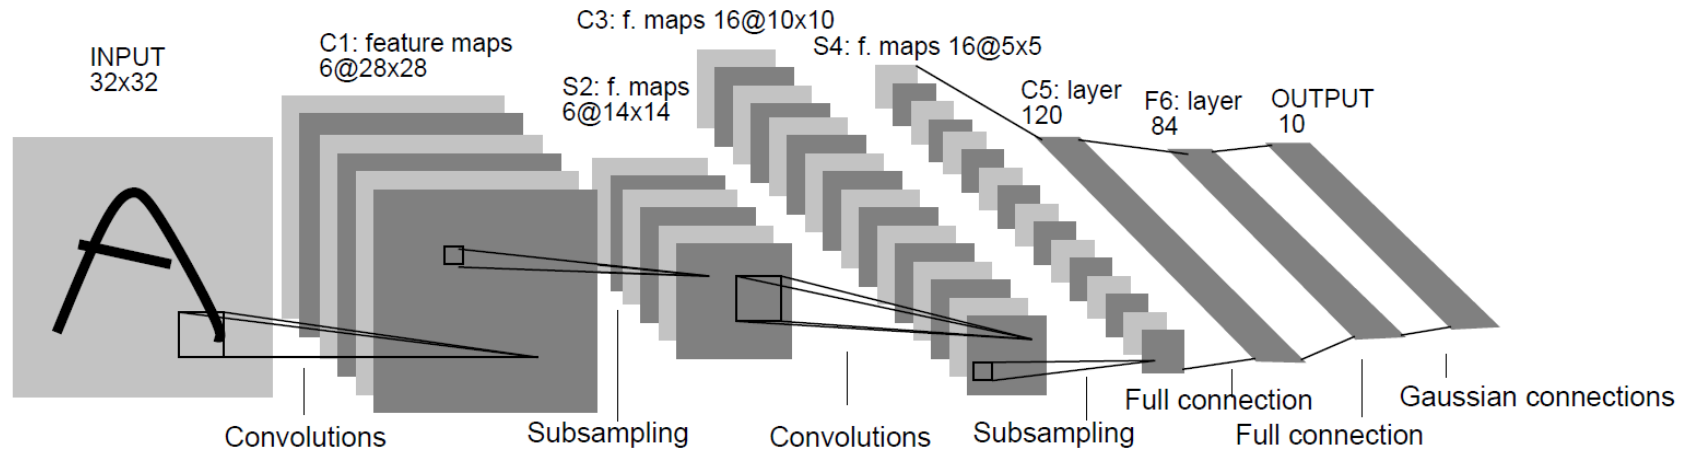 INPUT
32x32
C1: feature maps
6@28x28
S2: f. maps
6@14x14
C3: f. maps 16@10x10
S4: f. maps 16@5x5
C5: layer
120
F6: layer
84
OUTPUT
10
Convolutions
Subsampling
Convolutions
Subsampling
Full connection
Full connection
Gaussian connections